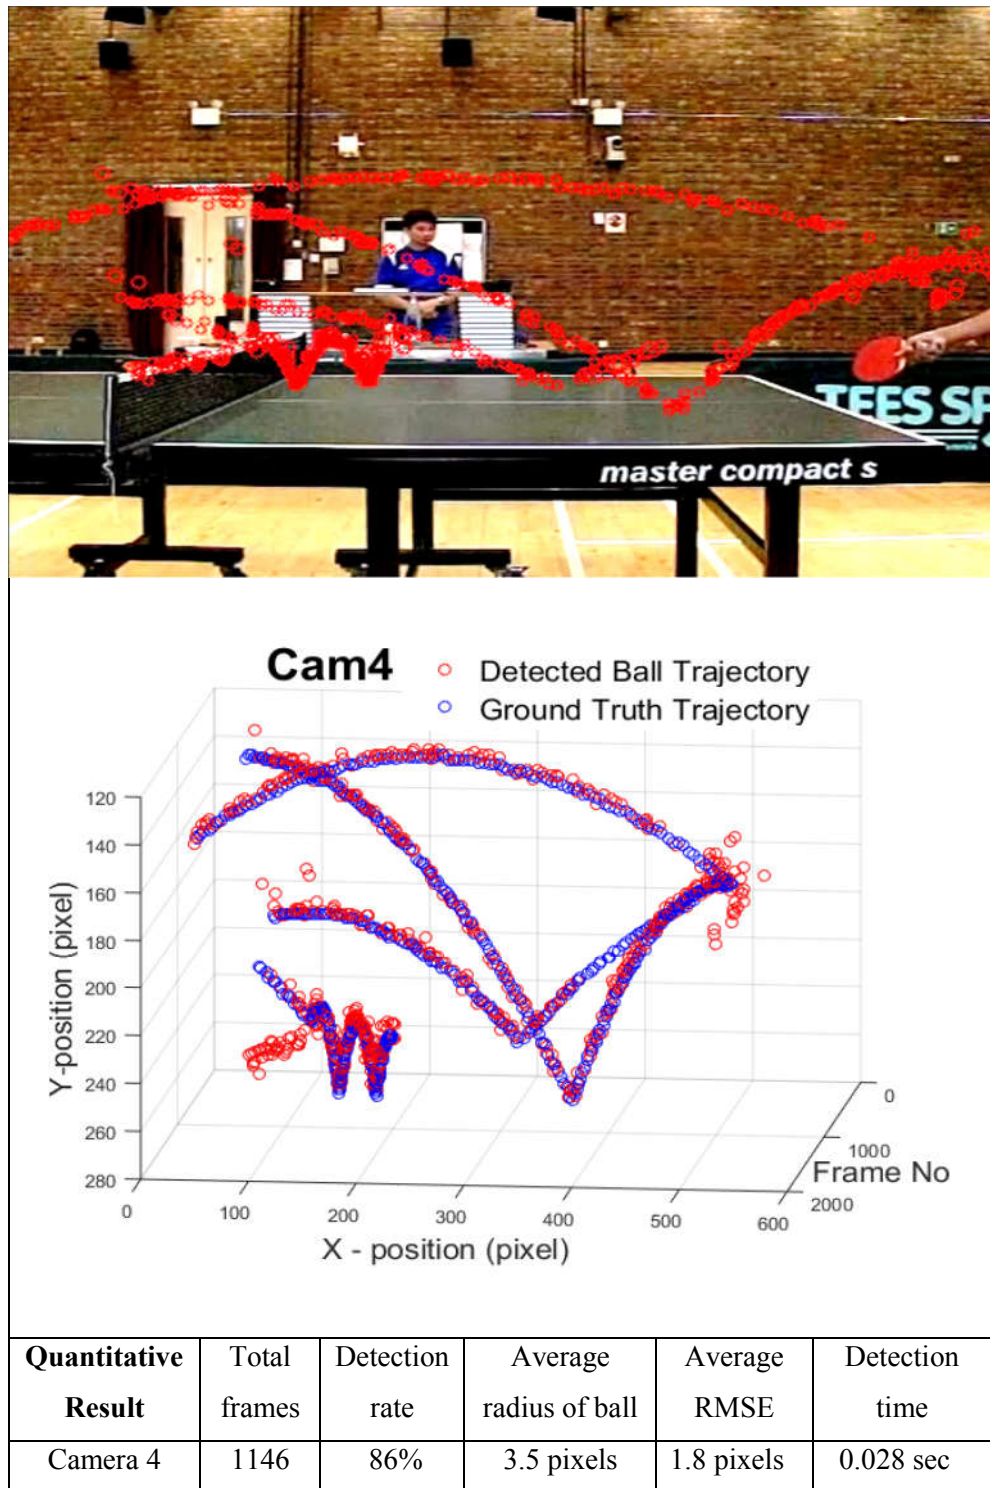 TEES SP
master compact s
Cam4
Detected Ball Trajectory
Ground Truth Trajectory
120
140
160
180
200
220
240
260
280
Y-position (pixel)
0
100
200
300
400
500
600
X - position (pixel)
0
1000
2000
Frame No
Quantitative Result | Total frames | Detection rate | Average radius of ball | Average RMSE | Detection time
Camera 4 | 1146 | 86% | 3.5 pixels | 1.8 pixels | 0.028 sec